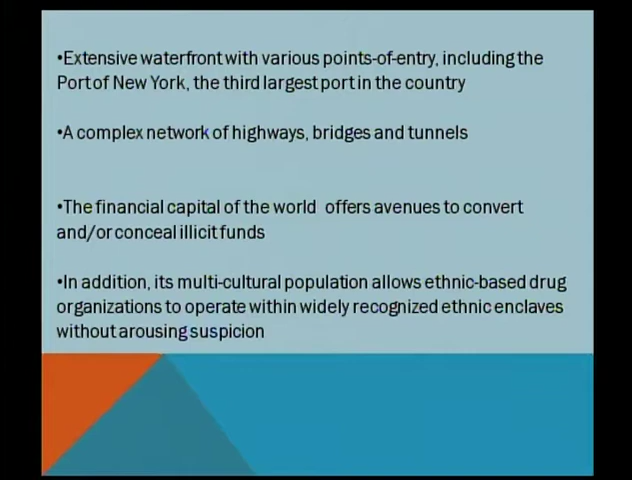 •Extensive waterfront with various points-of-entry, including the
Port of New York, the third largest port in the country
•A complex network of highways, bridges and tunnels
•The financial capital of the world offers avenues to convert
and/or conceal illicit funds
•In addition, its multi-cultural population allows ethnic-based drug
organizations to operate within widely recognized ethnic enclaves
without arousing suspicion